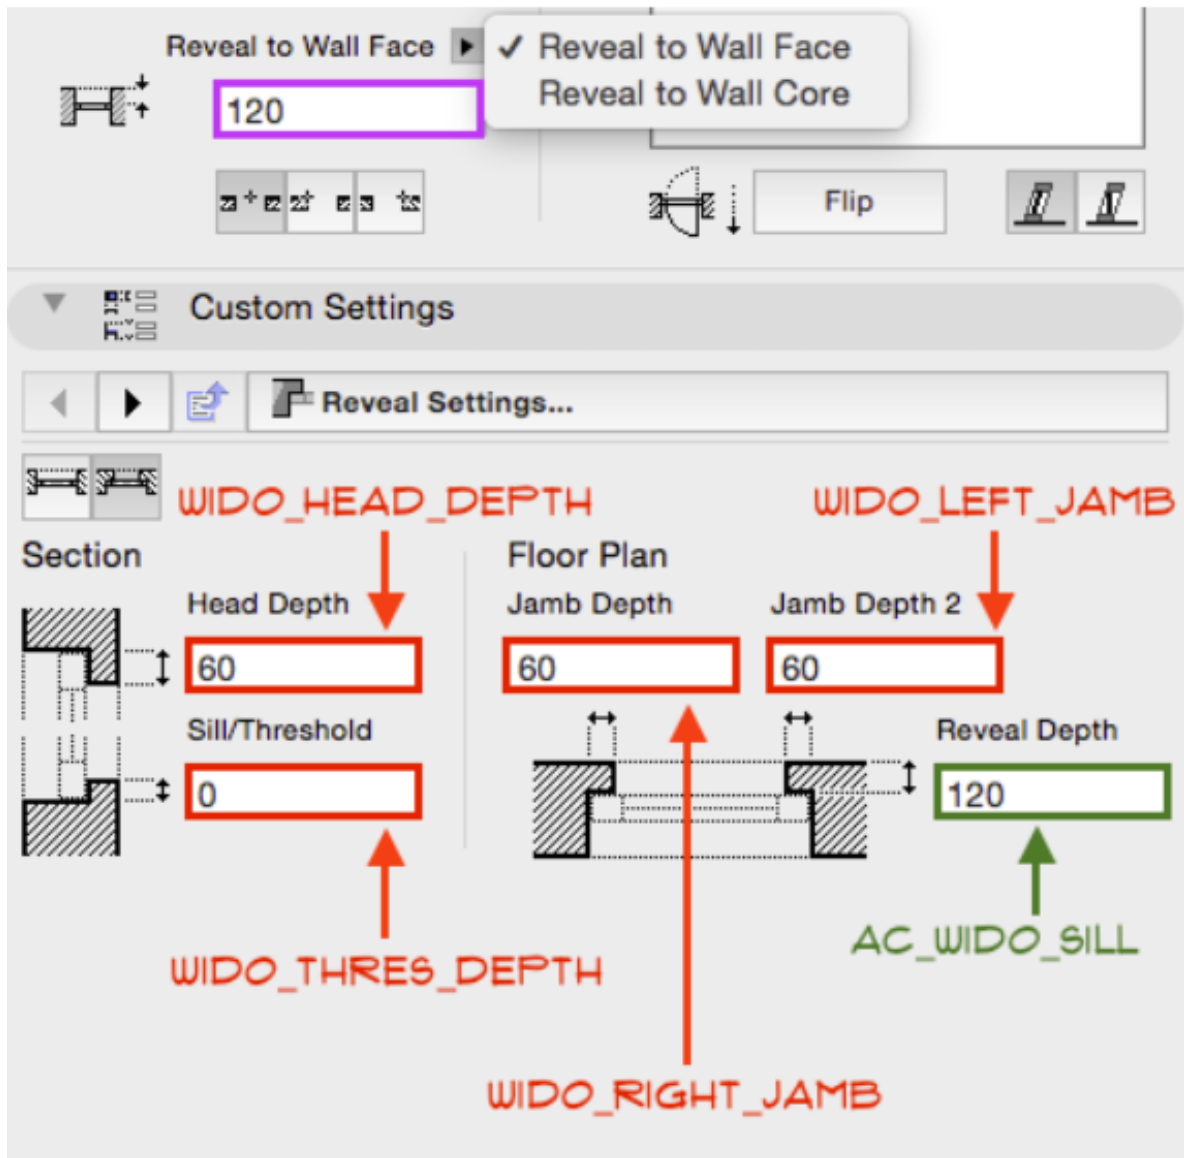 Reveal to Wall Face
✓ Reveal to Wall Face
Reveal to Wall Core
120
Flip
Custom Settings
Reveal Settings...
WIDO_HEAD_DEPTH
WIDO_LEFT_JAMB
Section
Floor Plan
Head Depth
Jamb Depth
Jamb Depth 2
60
60
60
Sill/Threshold
Reveal Depth
0
120
AC_WIDO_SILL
WIDO_THRES_DEPTH
WIDO_RIGHT_JAMB